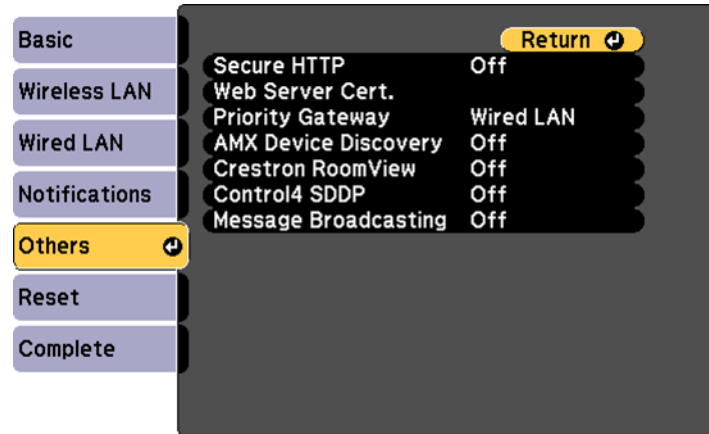 Basic
Wireless LAN
Wired LAN
Notifications
Others
Reset
Complete
Return
Secure HTTP Off
Web Server Cert.
Priority Gateway Wired LAN
AMX Device Discovery Off
Crestron RoomView Off
Control4 SDDP Off
Message Broadcasting Off